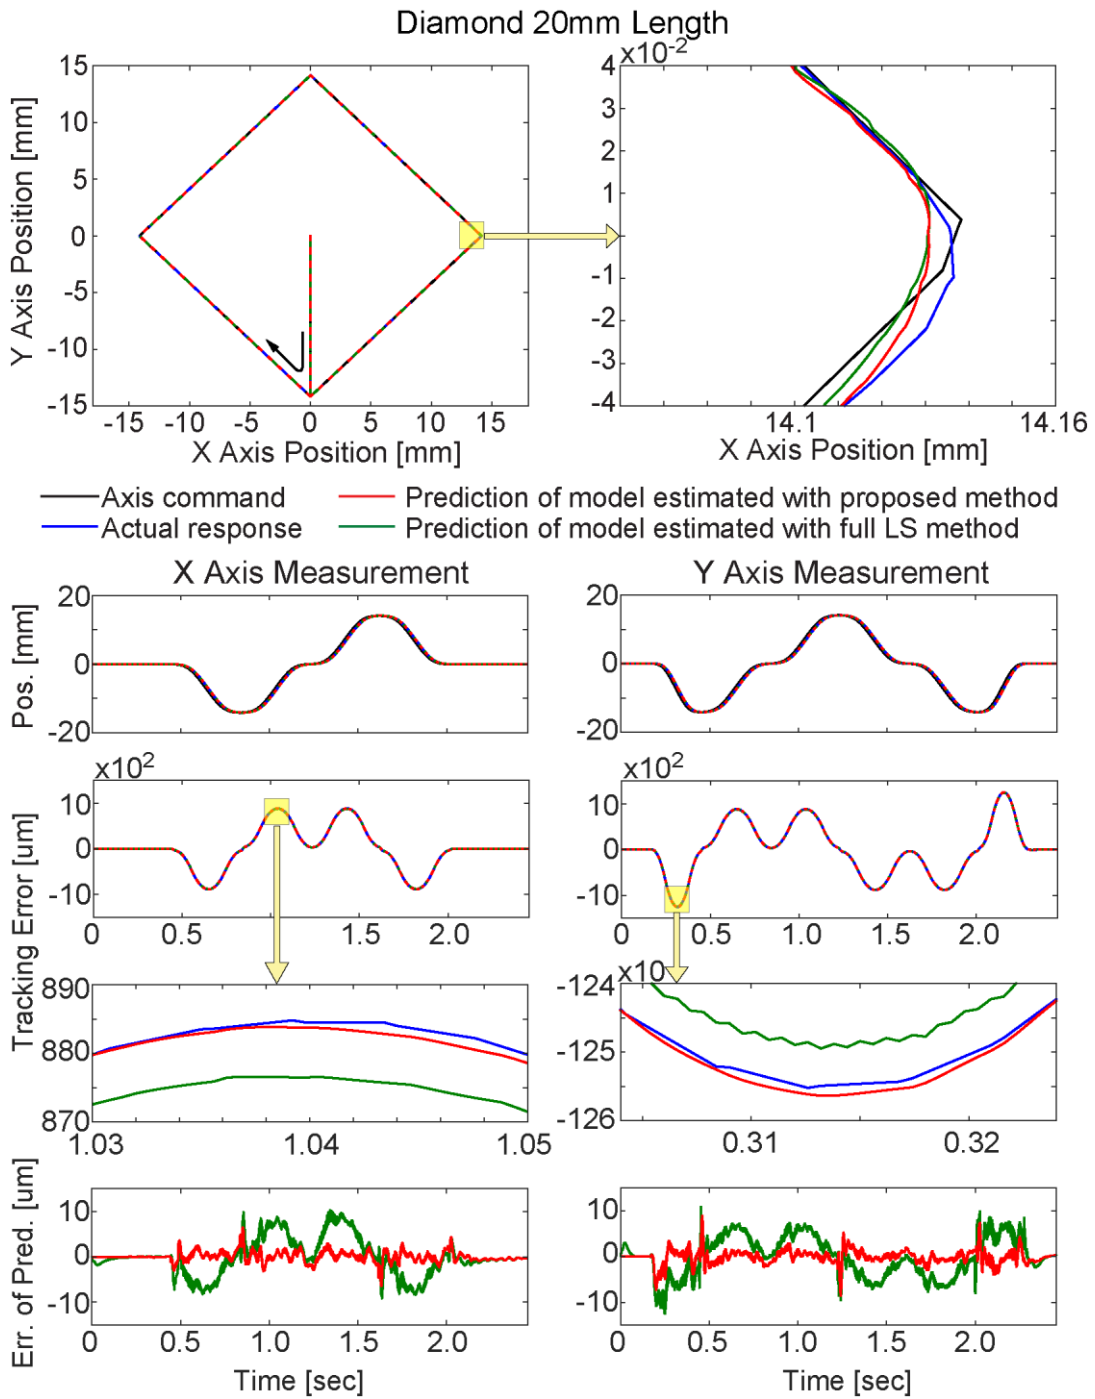 Diamond 20mm Length
x10-2
15
10
5
0
-5
-10
-15
Y Axis Position [mm]
-15 -10 -5 0 5 10 15
X Axis Position [mm]
4
3
2
1
0
-1
-2
-3
-4
14.1 14.16
X Axis Position [mm]
Axis command
Prediction of model estimated with proposed method
Actual response
Prediction of model estimated with full LS method
X Axis Measurement
Y Axis Measurement
Pos. [mm]
20
0
-20
20
0
-20
Tracking Error [um]
x102
10
0
-10
0 0.5 1.5 2.0
x102
10
0
-10
0 0.5 1.0 1.5 2.0
890
880
870
1.03 1.04 1.05
x10
-124
-125
-126
0.31 0.32
Err. of Pred. [um]
10
0
-10
0 0.5 1.0 1.5 2.0
Time [sec]
10
0
-10
0 0.5 1.0 1.5 2.0
Time [sec]